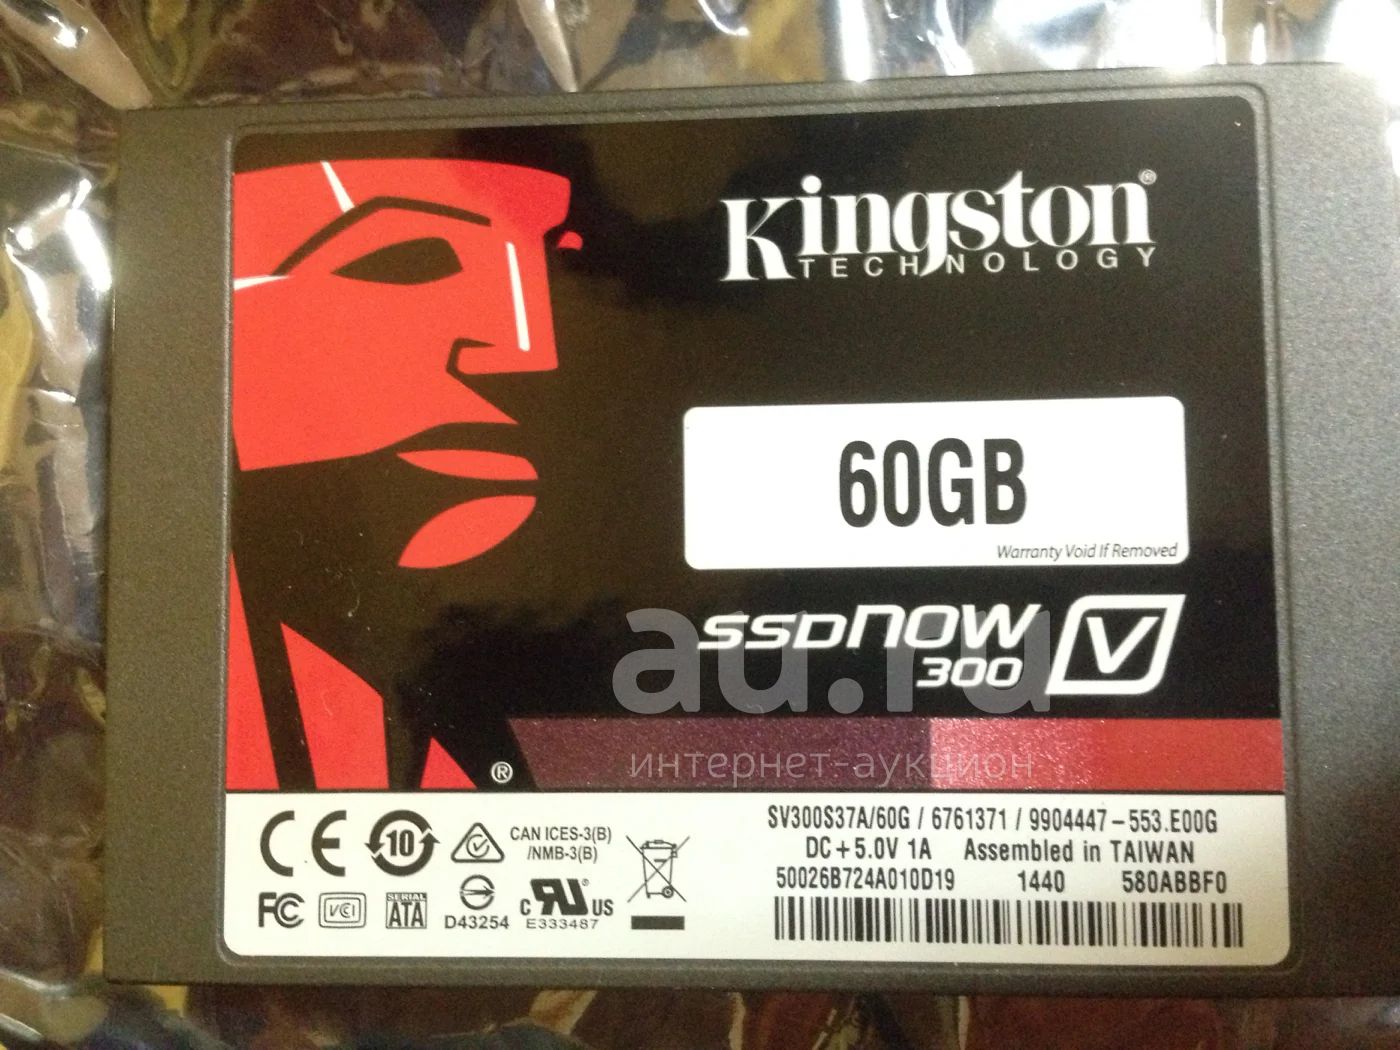 Kingston®
TECHNOLOGY
60GB
Warranty Void If Removed
SSDNOW
300 V
au.ru
интернет-аукцион
®
SV300S37A/60G / 6761371 / 9904447-553.E00G
DC+5.0V 1A Assembled in TAIWAN
50026B724A010D19 1440 580ABBF0
CE 10 CAN ICES-3(B)
/NMB-3(B)
FC VCI SERIAL
ATA D43254 c RU® US
E333487